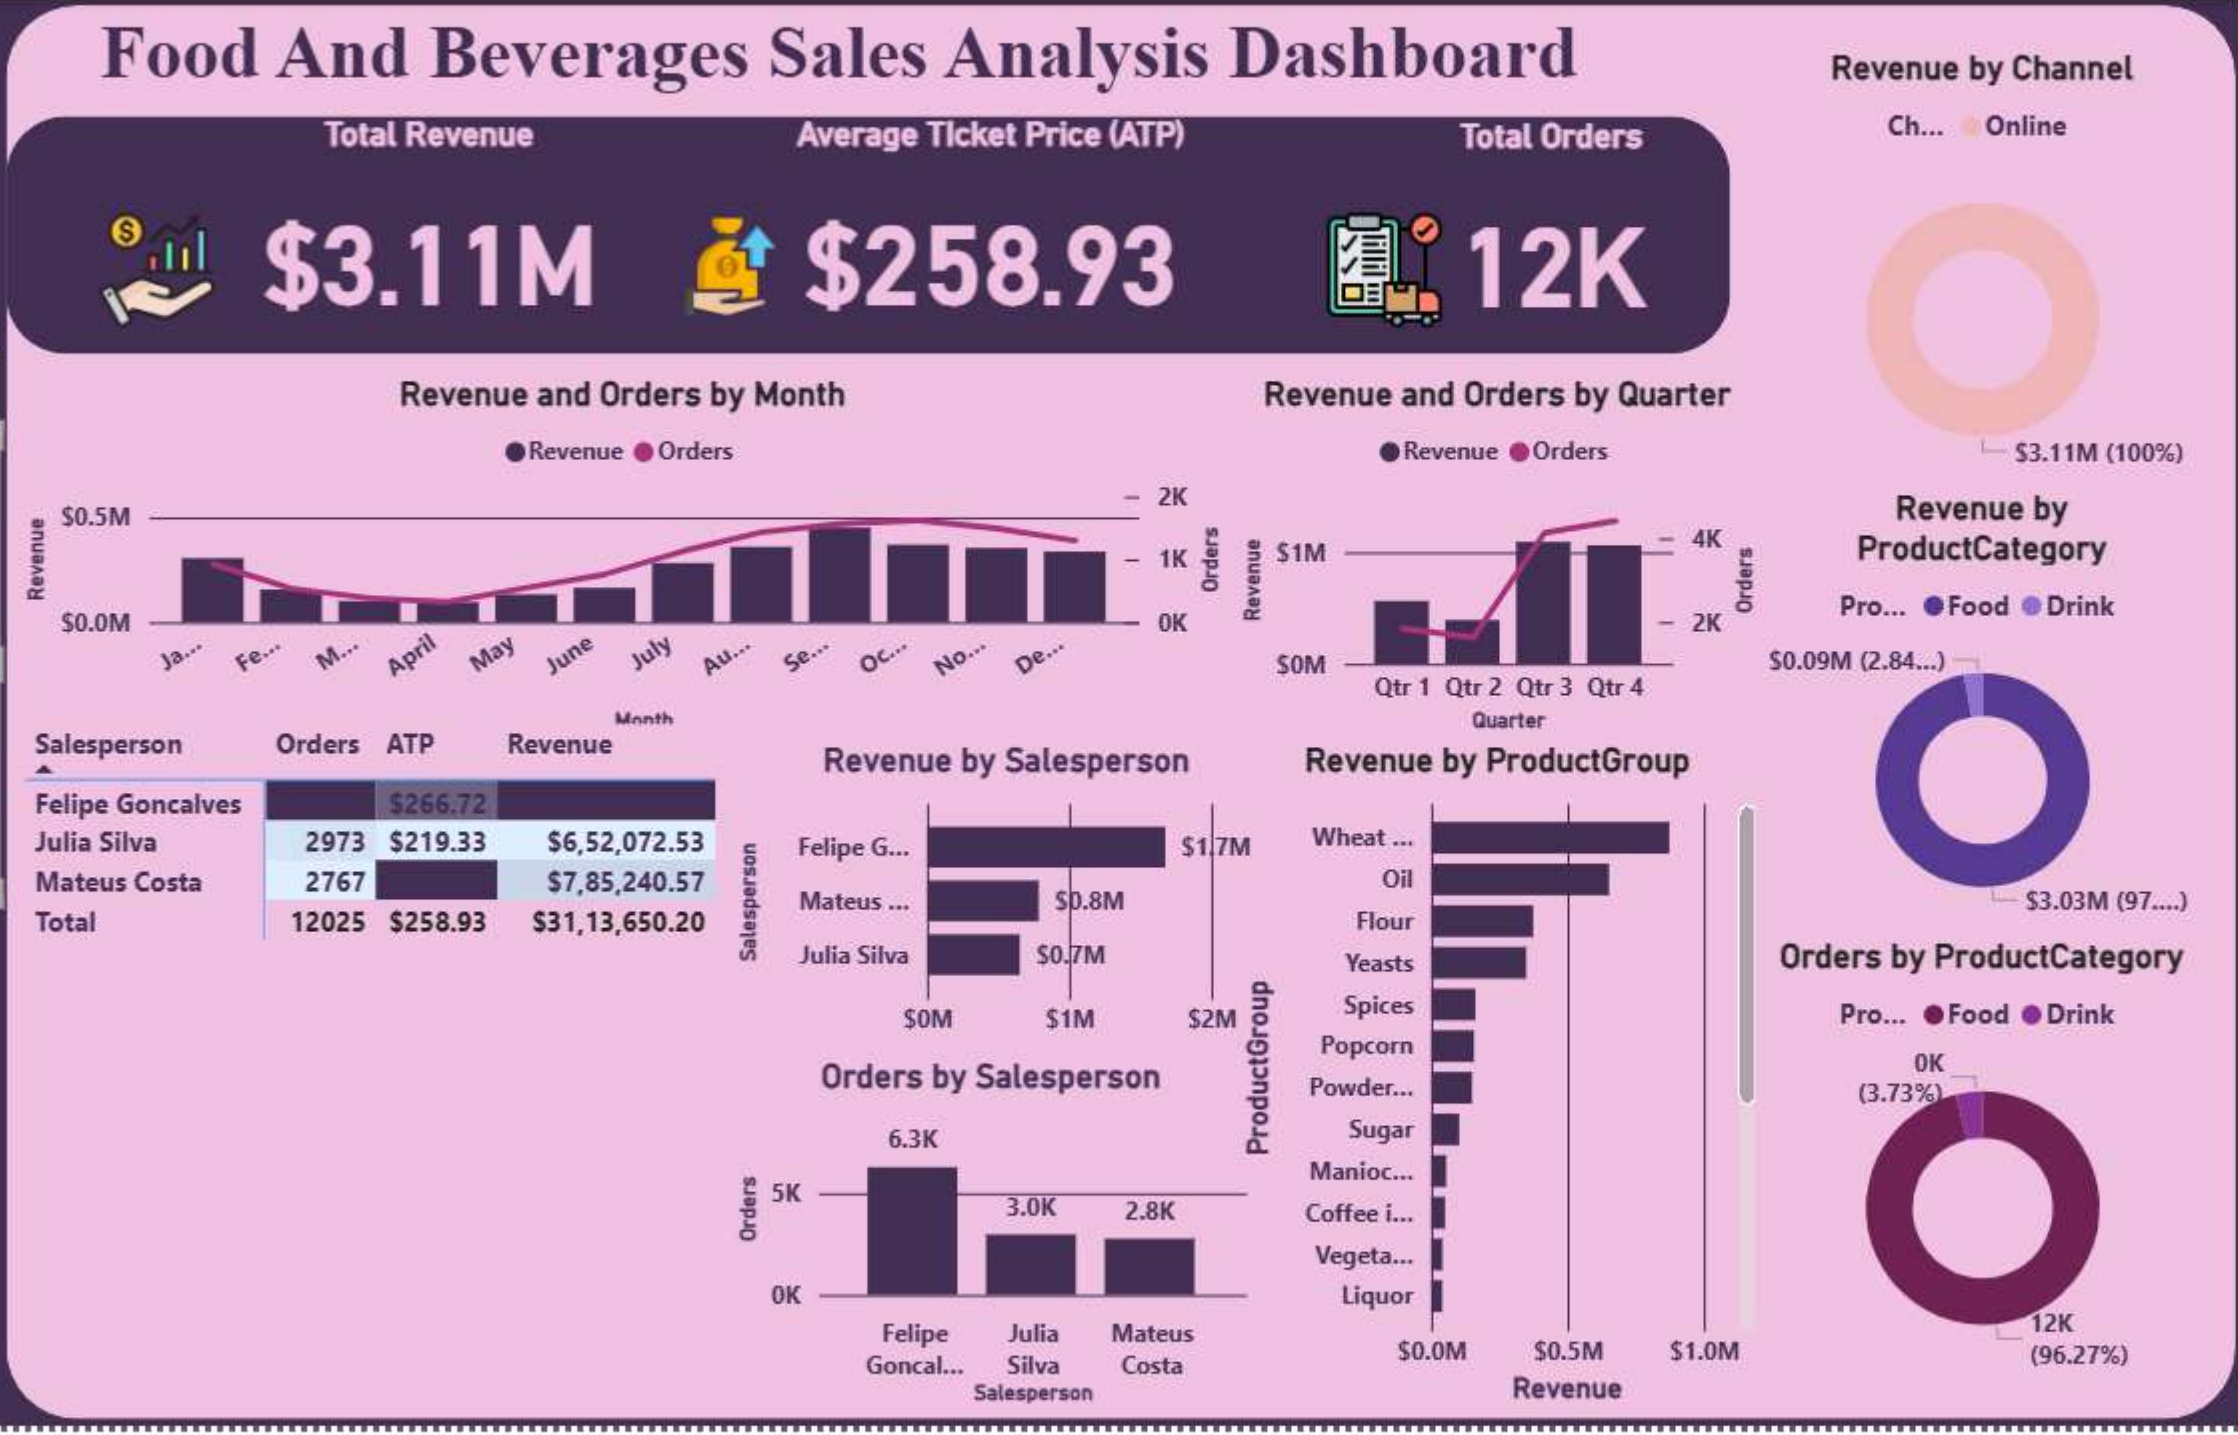 Food And Beverages Sales Analysis Dashboard
Total Revenue
$3.11M
Average TIcket Price (ATP)
$258.93
Total Orders
12K
Revenue by Channel
Ch... Online
$3.11M (100%)
Revenue and Orders by Month
Revenue Orders
Revenue
$0.5M
$0.0M
2K
1K
0K
Orders
Ja... Fe... M... April May June July Au... Se... Oc... No... De...
Month
Revenue and Orders by Quarter
Revenue Orders
Revenue
$1M
$0M
4K
2K
Orders
Qtr 1 Qtr 2 Qtr 3 Qtr 4
Quarter
Revenue by
ProductCategory
Pro... Food Drink
$0.09M (2.84...)
$3.03M (97....)
Salesperson Orders ATP Revenue
Felipe Goncalves $266.72
Julia Silva 2973 $219.33 $6,52,072.53
Mateus Costa 2767 $7,85,240.57
Total 12025 $258.93 $31,13,650.20
Revenue by Salesperson
Salesperson
Felipe G... $1.7M
Mateus ... $0.8M
Julia Silva $0.7M
$0M $1M $2M
Orders by Salesperson
Orders
5K
0K
6.3K
3.0K
2.8K
Felipe
Goncal...
Julia
Silva
Mateus
Costa
Salesperson
Revenue by ProductGroup
ProductGroup
Wheat ...
Oil
Flour
Yeasts
Spices
Popcorn
Powder...
Sugar
Manioc...
Coffee i...
Vegeta...
Liquor
$0.0M $0.5M $1.0M
Revenue
Orders by ProductCategory
Pro... Food Drink
0K
(3.73%)
12K
(96.27%)